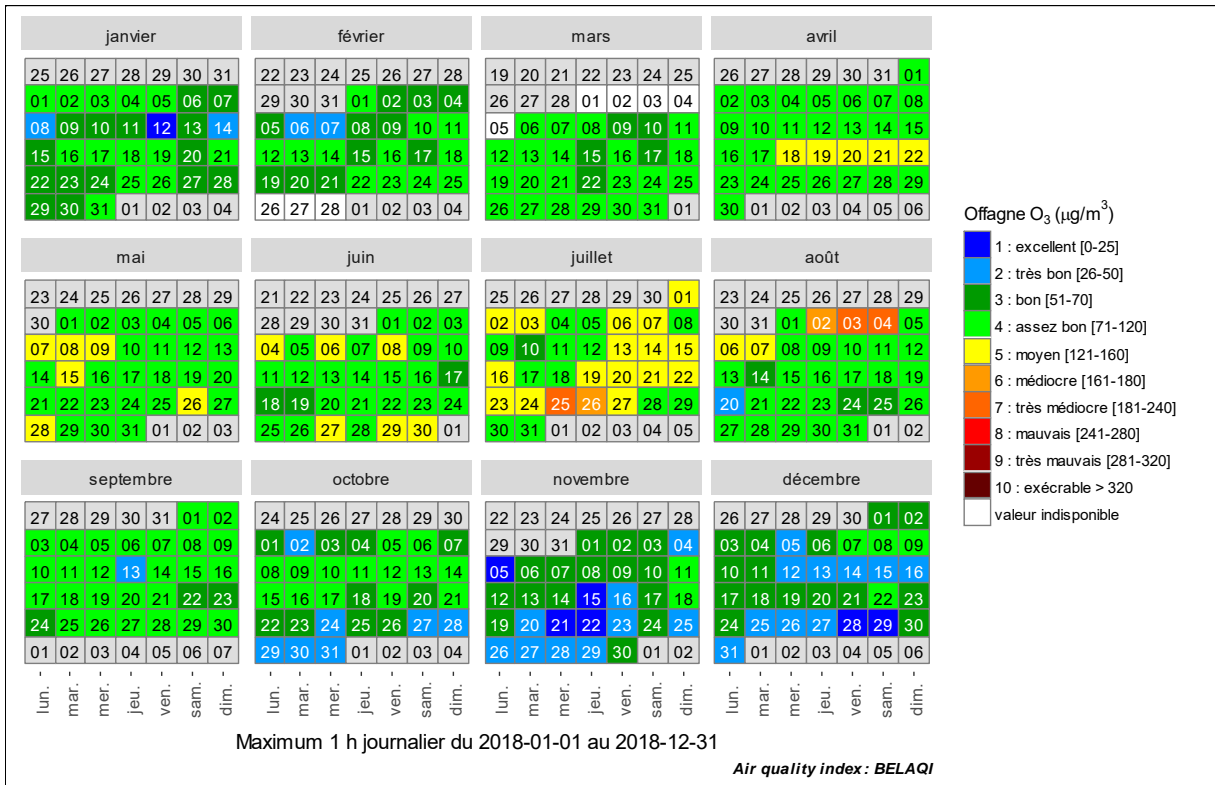 janvier février mars avril
25 26 27 28 29 30 31 22 23 24 25 26 27 28 19 20 21 22 23 24 25 26 27 28 29 30 31 01
01 02 03 04 05 06 07 29 30 31 01 02 03 04 26 27 28 01 02 03 04 02 03 04 05 06 07 08
08 09 10 11 12 13 14 05 06 07 08 09 10 11 05 06 07 08 09 10 11 09 10 11 12 13 14 15
15 16 17 18 19 20 21 12 13 14 15 16 17 18 12 13 14 15 16 17 18 16 17 18 19 20 21 22
22 23 24 25 26 27 28 19 20 21 22 23 24 25 19 20 21 22 23 24 25 23 24 25 26 27 28 29
29 30 31 01 02 03 04 26 27 28 01 02 03 04 26 27 28 29 30 31 01 30 01 02 03 04 05 06
mai juin juillet août
23 24 25 26 27 28 29 21 22 23 24 25 26 27 25 26 27 28 29 30 01 23 24 25 26 27 28 29
30 01 02 03 04 05 06 28 29 30 31 01 02 03 02 03 04 05 06 07 08 30 31 01 02 03 04 05
07 08 09 10 11 12 13 04 05 06 07 08 09 10 09 10 11 12 13 14 15 06 07 08 09 10 11 12
14 15 16 17 18 19 20 11 12 13 14 15 16 17 16 17 18 19 20 21 22 13 14 15 16 17 18 19
21 22 23 24 25 26 27 18 19 20 21 22 23 24 23 24 25 26 27 28 29 20 21 22 23 24 25 26
28 29 30 31 01 02 03 25 26 27 28 29 30 01 30 31 01 02 03 04 05 27 28 29 30 31 01 02
septembre octobre novembre décembre
27 28 29 30 31 01 02 24 25 26 27 28 29 30 22 23 24 25 26 27 28 26 27 28 29 30 01 02
03 04 05 06 07 08 09 01 02 03 04 05 06 07 29 30 31 01 02 03 04 03 04 05 06 07 08 09
10 11 12 13 14 15 16 08 09 10 11 12 13 14 05 06 07 08 09 10 11 10 11 12 13 14 15 16
17 18 19 20 21 22 23 15 16 17 18 19 20 21 12 13 14 15 16 17 18 17 18 19 20 21 22 23
24 25 26 27 28 29 30 22 23 24 25 26 27 28 19 20 21 22 23 24 25 24 25 26 27 28 29 30
01 02 03 04 05 06 07 29 30 31 01 02 03 04 26 27 28 29 30 01 02 31 01 02 03 04 05 06
lun. mar. mer. jeu. ven. sam. dim. lun. mar. mer. jeu. ven. sam. dim. lun. mar. mer. jeu. ven. sam. dim. lun. mar. mer. jeu. ven. sam. dim.
Maximum 1 h journalier du 2018-01-01 au 2018-12-31
Air quality index : BELAQI
Offagne O₃ (μg/m³)
1 : excellent [0-25]
2 : très bon [26-50]
3 : bon [51-70]
4 : assez bon [71-120]
5 : moyen [121-160]
6 : médiocre [161-180]
7 : très médiocre [181-240]
8 : mauvais [241-280]
9 : très mauvais [281-320]
10 : exécrable > 320
valeur indisponible